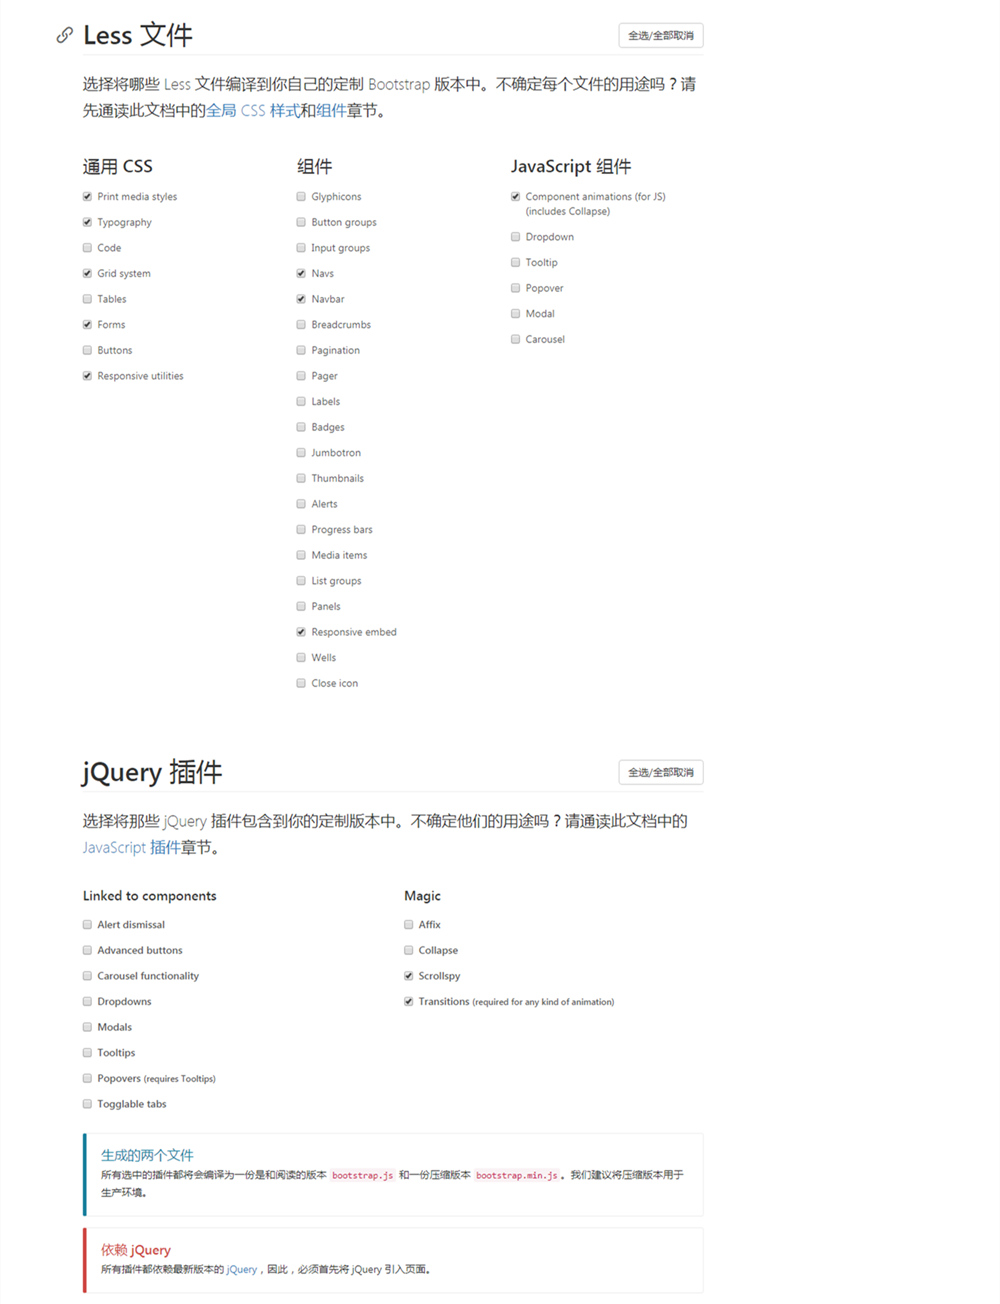 Less 文件
全选/全部取消
选择将哪些 Less 文件编译到你自己的定制 Bootstrap 版本中。不确定每个文件的用途吗？请
先通读此文档中的全局 CSS 样式和组件章节。
通用 CSS
Print media styles
Typography
Code
Grid system
Tables
Forms
Buttons
Responsive utilities
组件
Glyphicons
Button groups
Input groups
Navs
Navbar
Breadcrumbs
Pagination
Pager
Labels
Badges
Jumbotron
Thumbnails
Alerts
Progress bars
Media items
List groups
Panels
Responsive embed
Wells
Close icon
JavaScript 组件
Component animations (for JS)
(includes Collapse)
Dropdown
Tooltip
Popover
Modal
Carousel
jQuery 插件
全选/全部取消
选择将那些 jQuery 插件包含到你的定制版本中。不确定他们的用途吗？请通读此文档中的
JavaScript 插件章节。
Linked to components
Alert dismissal
Advanced buttons
Carousel functionality
Dropdowns
Modals
Tooltips
Popovers (requires Tooltips)
Togglable tabs
Magic
Affix
Collapse
Scrollspy
Transitions (required for any kind of animation)
生成的两个文件
所有选中的插件都将会编译为一份是和阅读的版本 bootstrap.js 和一份压缩版本 bootstrap.min.js 。我们建议将压缩版本用于
生产环境。
依赖 jQuery
所有插件都依赖最新版本的 jQuery，因此，必须首先将 jQuery 引入页面。